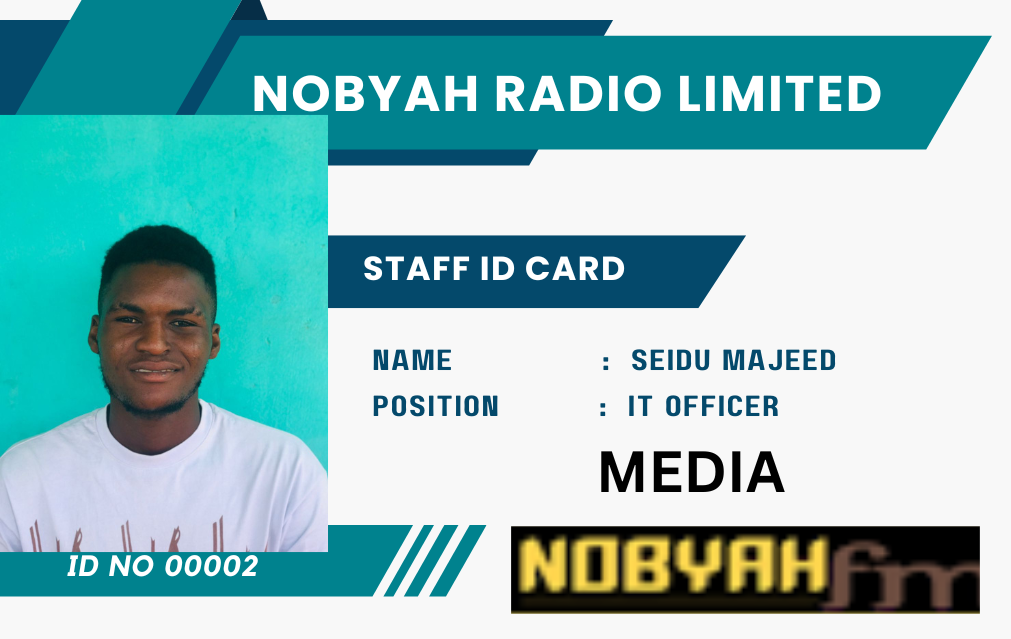 NOBYAH RADIO LIMITED
STAFF ID CARD
NAME : SEIDU MAJEED
POSITION : IT OFFICER
MEDIA
ID NO 00002
NOBYAH fm